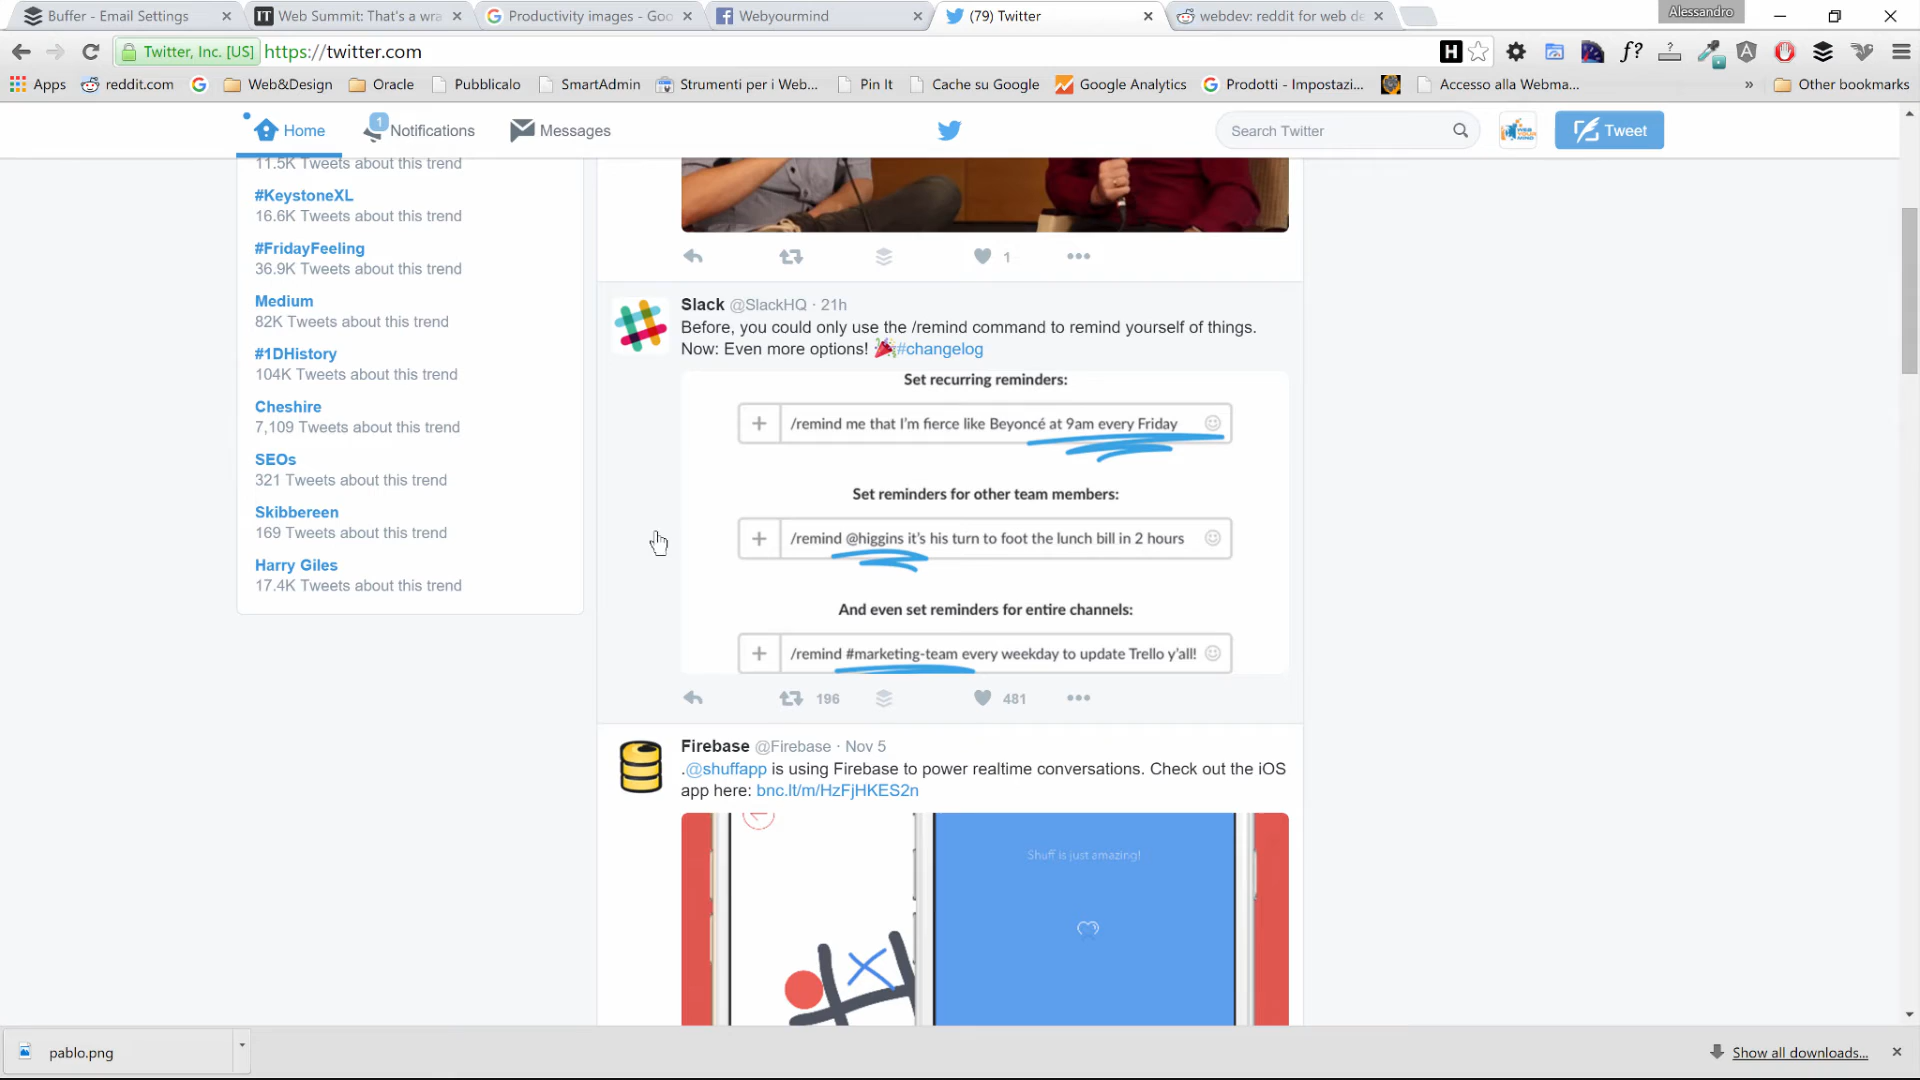 Buffer - Email Settings
Web Summit: That's a wra
Productivity images - Goo
Webyourmind
(79) Twitter
webdev: reddit for web de
Alessandro
Twitter, Inc. [US]
https://twitter.com
H
f?
Apps
reddit.com
Web&Design
Oracle
Pubblicalo
SmartAdmin
Strumenti per i Web...
Pin It
Cache su Google
Google Analytics
Prodotti - Impostazi...
Accesso alla Webma...
»
Other bookmarks
Home
1
Notifications
Messages
Search Twitter
Tweet
11.5K Tweets about this trend
#KeystoneXL
16.6K Tweets about this trend
#FridayFeeling
36.9K Tweets about this trend
Medium
82K Tweets about this trend
#1DHistory
104K Tweets about this trend
Cheshire
7,109 Tweets about this trend
SEOs
321 Tweets about this trend
Skibbereen
169 Tweets about this trend
Harry Giles
17.4K Tweets about this trend
1
Slack @SlackHQ · 21h
Before, you could only use the /remind command to remind yourself of things.
Now: Even more options! 🎉#changelog
Set recurring reminders:
/remind me that I'm fierce like Beyoncé at 9am every Friday
Set reminders for other team members:
/remind @higgins it's his turn to foot the lunch bill in 2 hours
And even set reminders for entire channels:
/remind #marketing-team every weekday to update Trello y'all!
196
481
Firebase @Firebase · Nov 5
.@shuffapp is using Firebase to power realtime conversations. Check out the iOS
app here: bnc.lt/m/HzFjHKES2n
Shuff is just amazing!
pablo.png
Show all downloads...